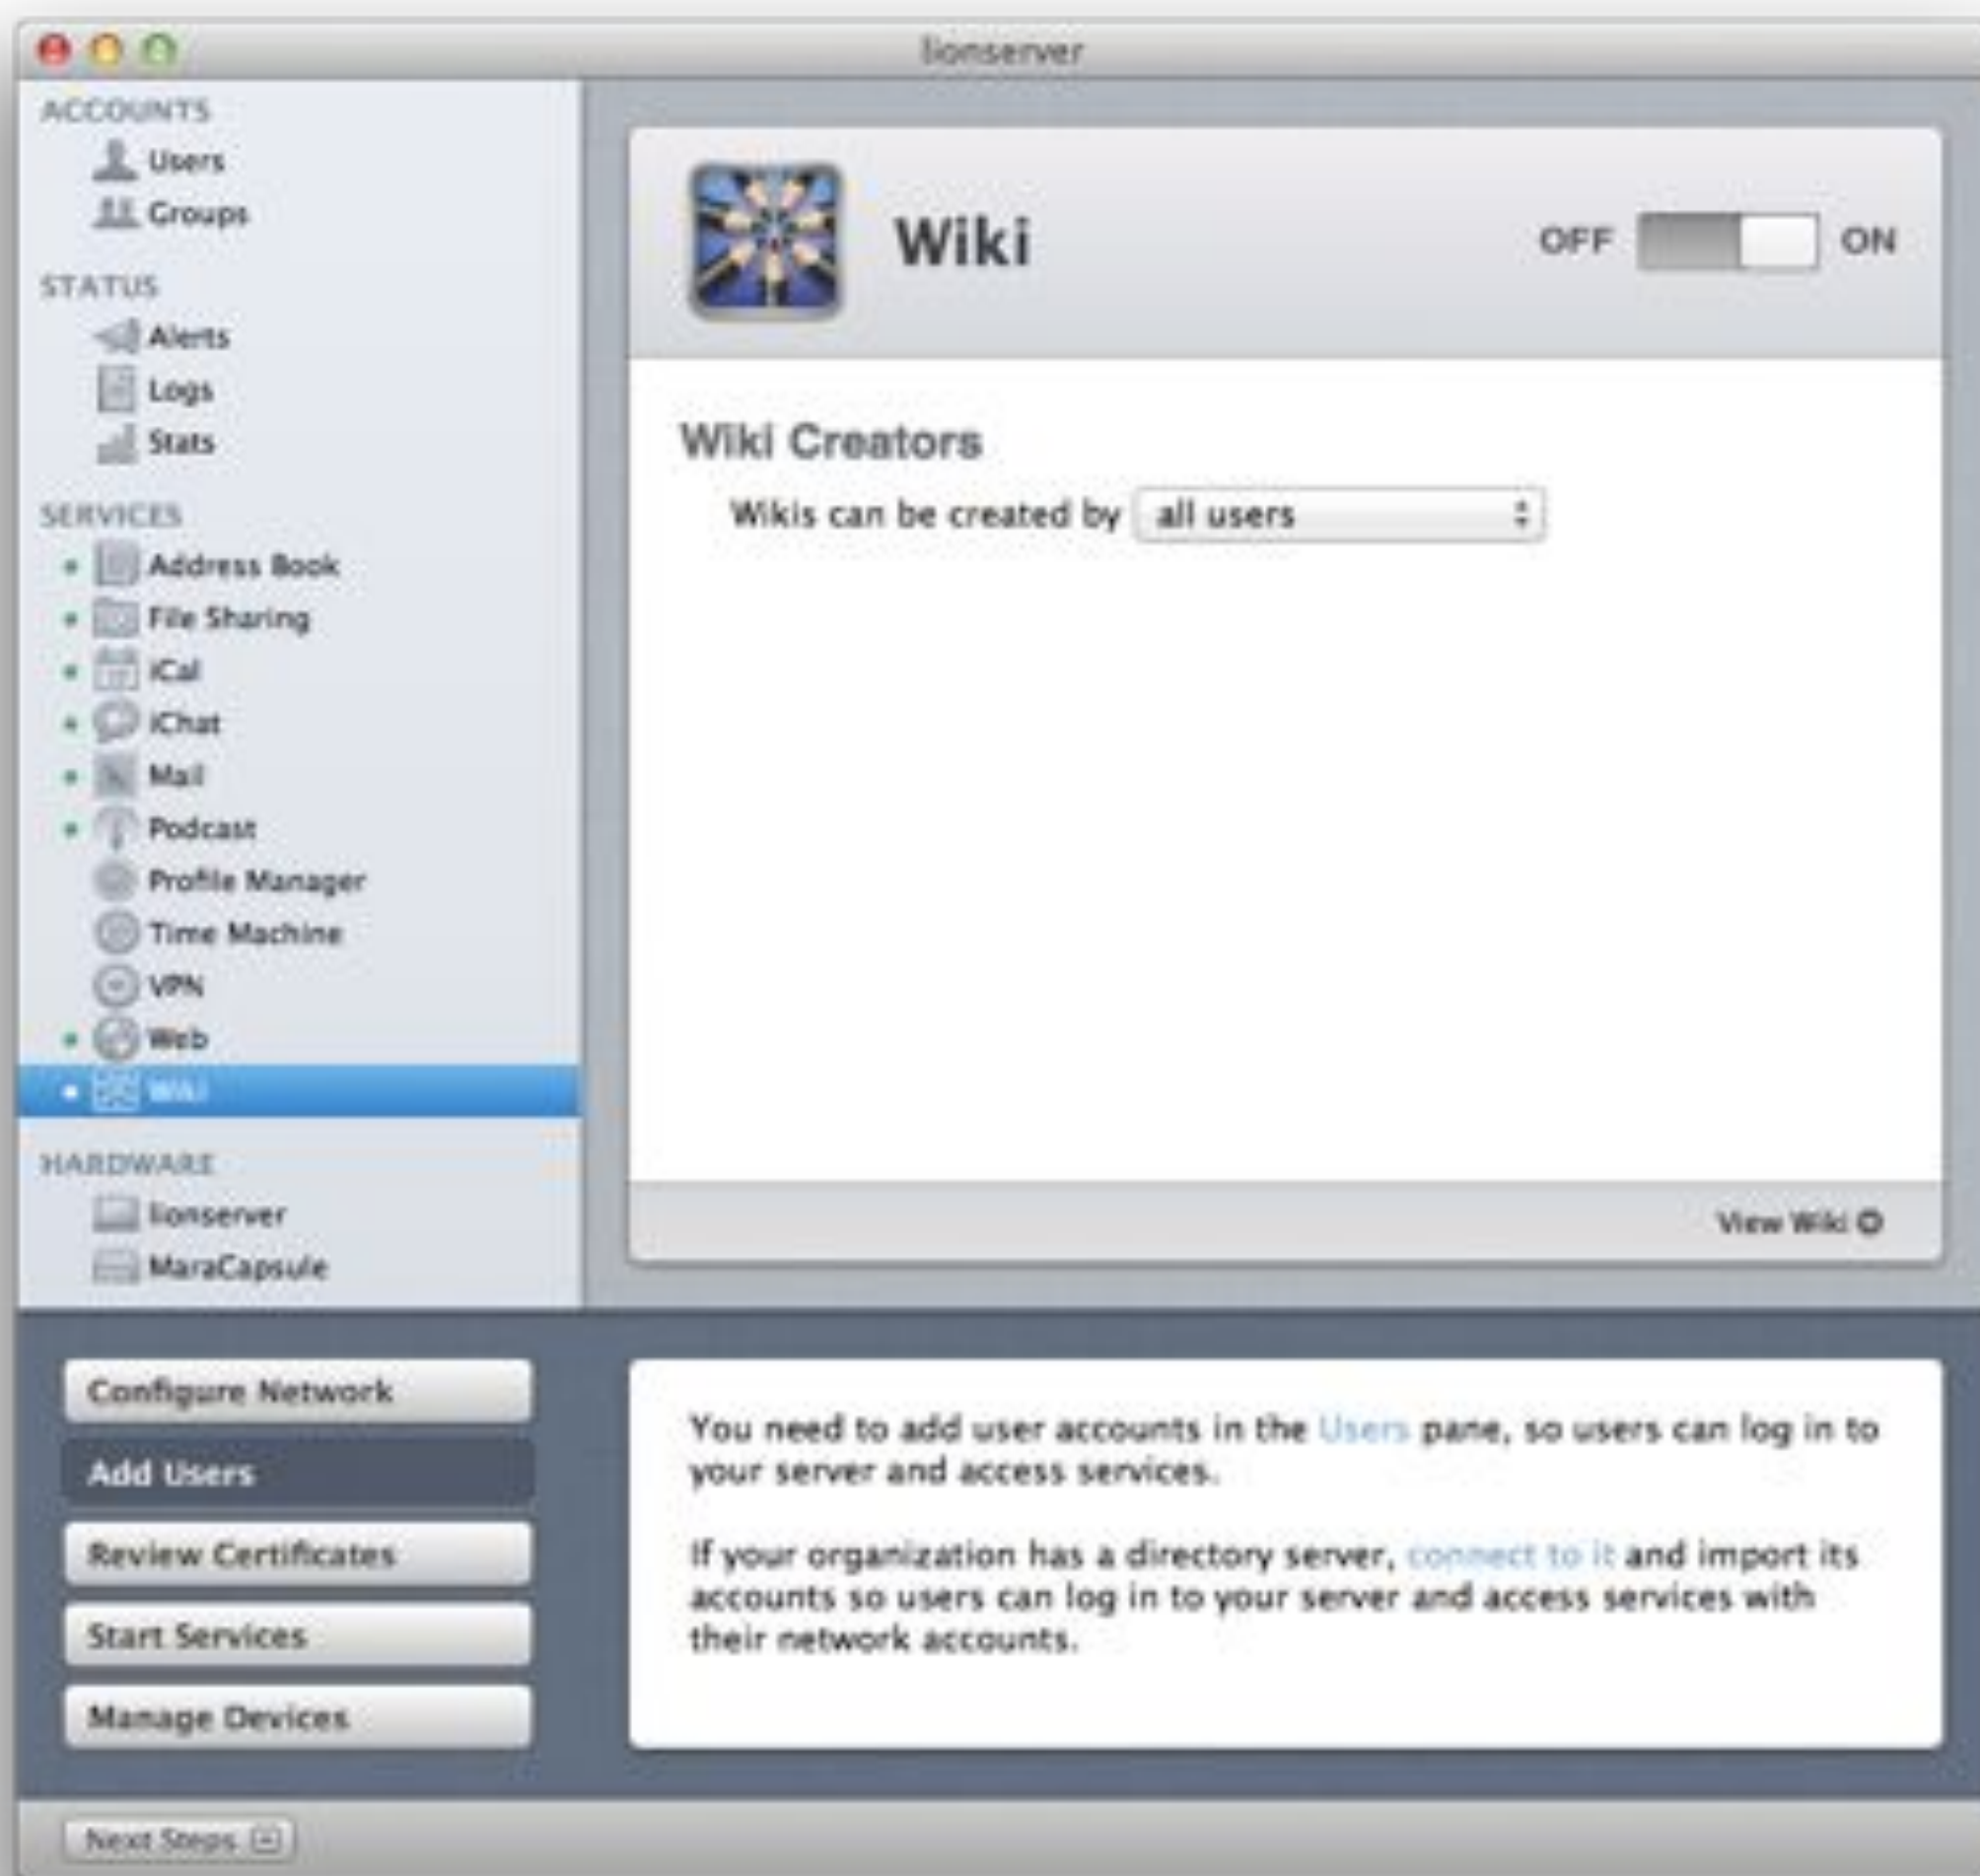 lionserver
ACCOUNTS
Users
Groups
STATUS
Alerts
Logs
Stats
SERVICES
Address Book
File Sharing
iCal
iChat
Mail
Podcast
Profile Manager
Time Machine
VPN
Web
Wiki
HARDWARE
lionserver
MaraCapsule
Wiki
OFF ON
Wiki Creators
Wikis can be created by all users
View Wiki
Configure Network
Add Users
Review Certificates
Start Services
Manage Devices
You need to add user accounts in the Users pane, so users can log in to
your server and access services.
If your organization has a directory server, connect to it and import its
accounts so users can log in to your server and access services with
their network accounts.
Next Steps